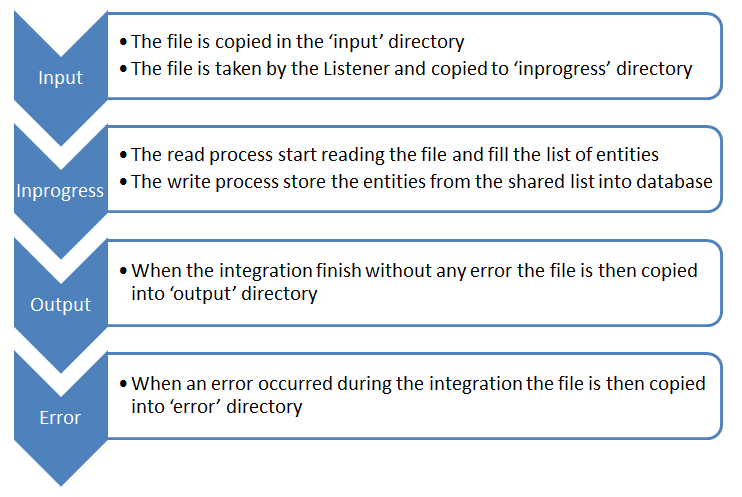 Input
• The file is copied in the ‘input’ directory
• The file is taken by the Listener and copied to ‘inprogress’ directory
Inprogress
• The read process start reading the file and fill the list of entities
• The write process store the entities from the shared list into database
Output
• When the integration finish without any error the file is then copied
into ‘output’ directory
Error
• When an error occurred during the integration the file is then copied
into ‘error’ directory